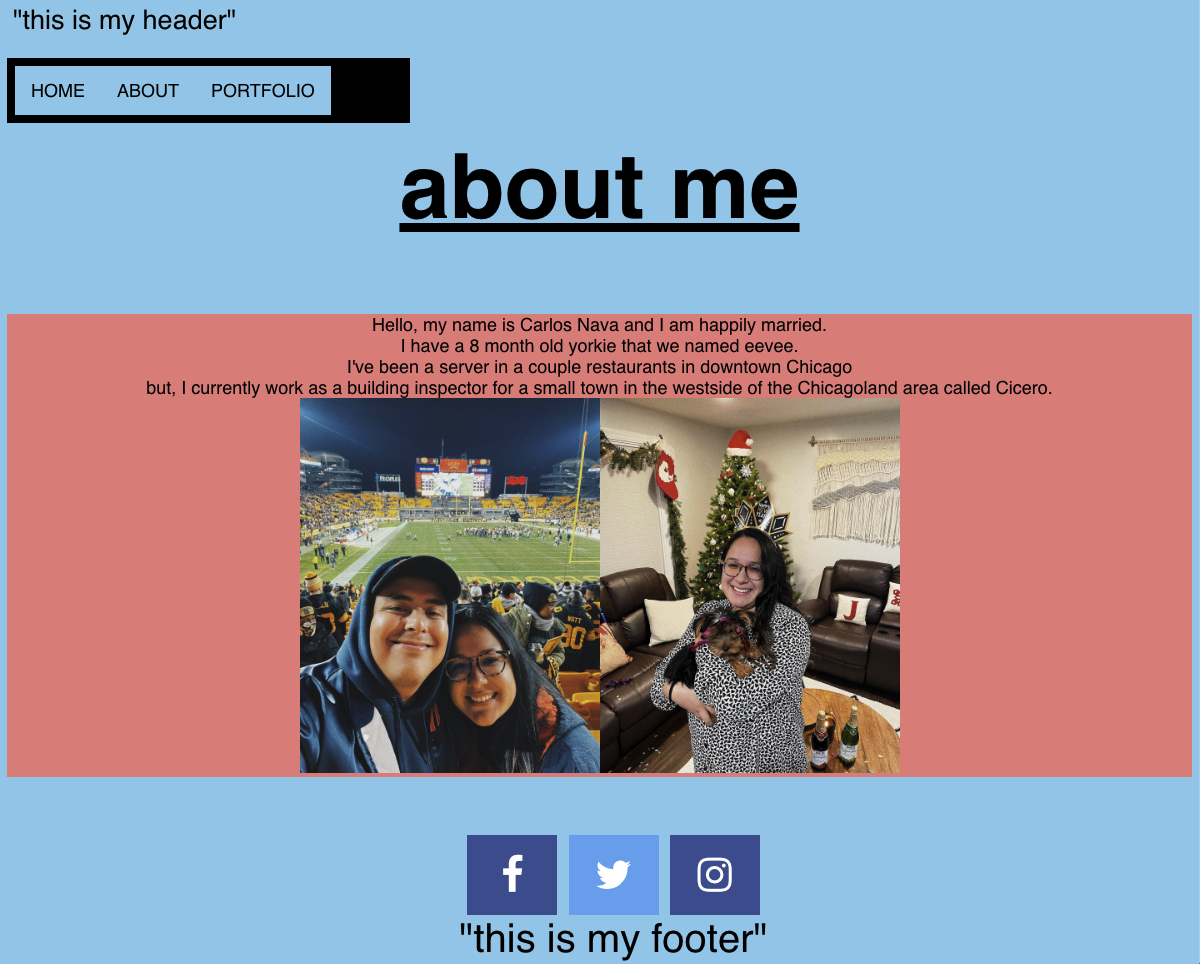 "this is my header"
HOME ABOUT PORTFOLIO
about me
Hello, my name is Carlos Nava and I am happily married.
I have a 8 month old yorkie that we named eevee.
I've been a server in a couple restaurants in downtown Chicago
but, I currently work as a building inspector for a small town in the westside of the Chicagoland area called Cicero.
WATT
90
J
"this is my footer"